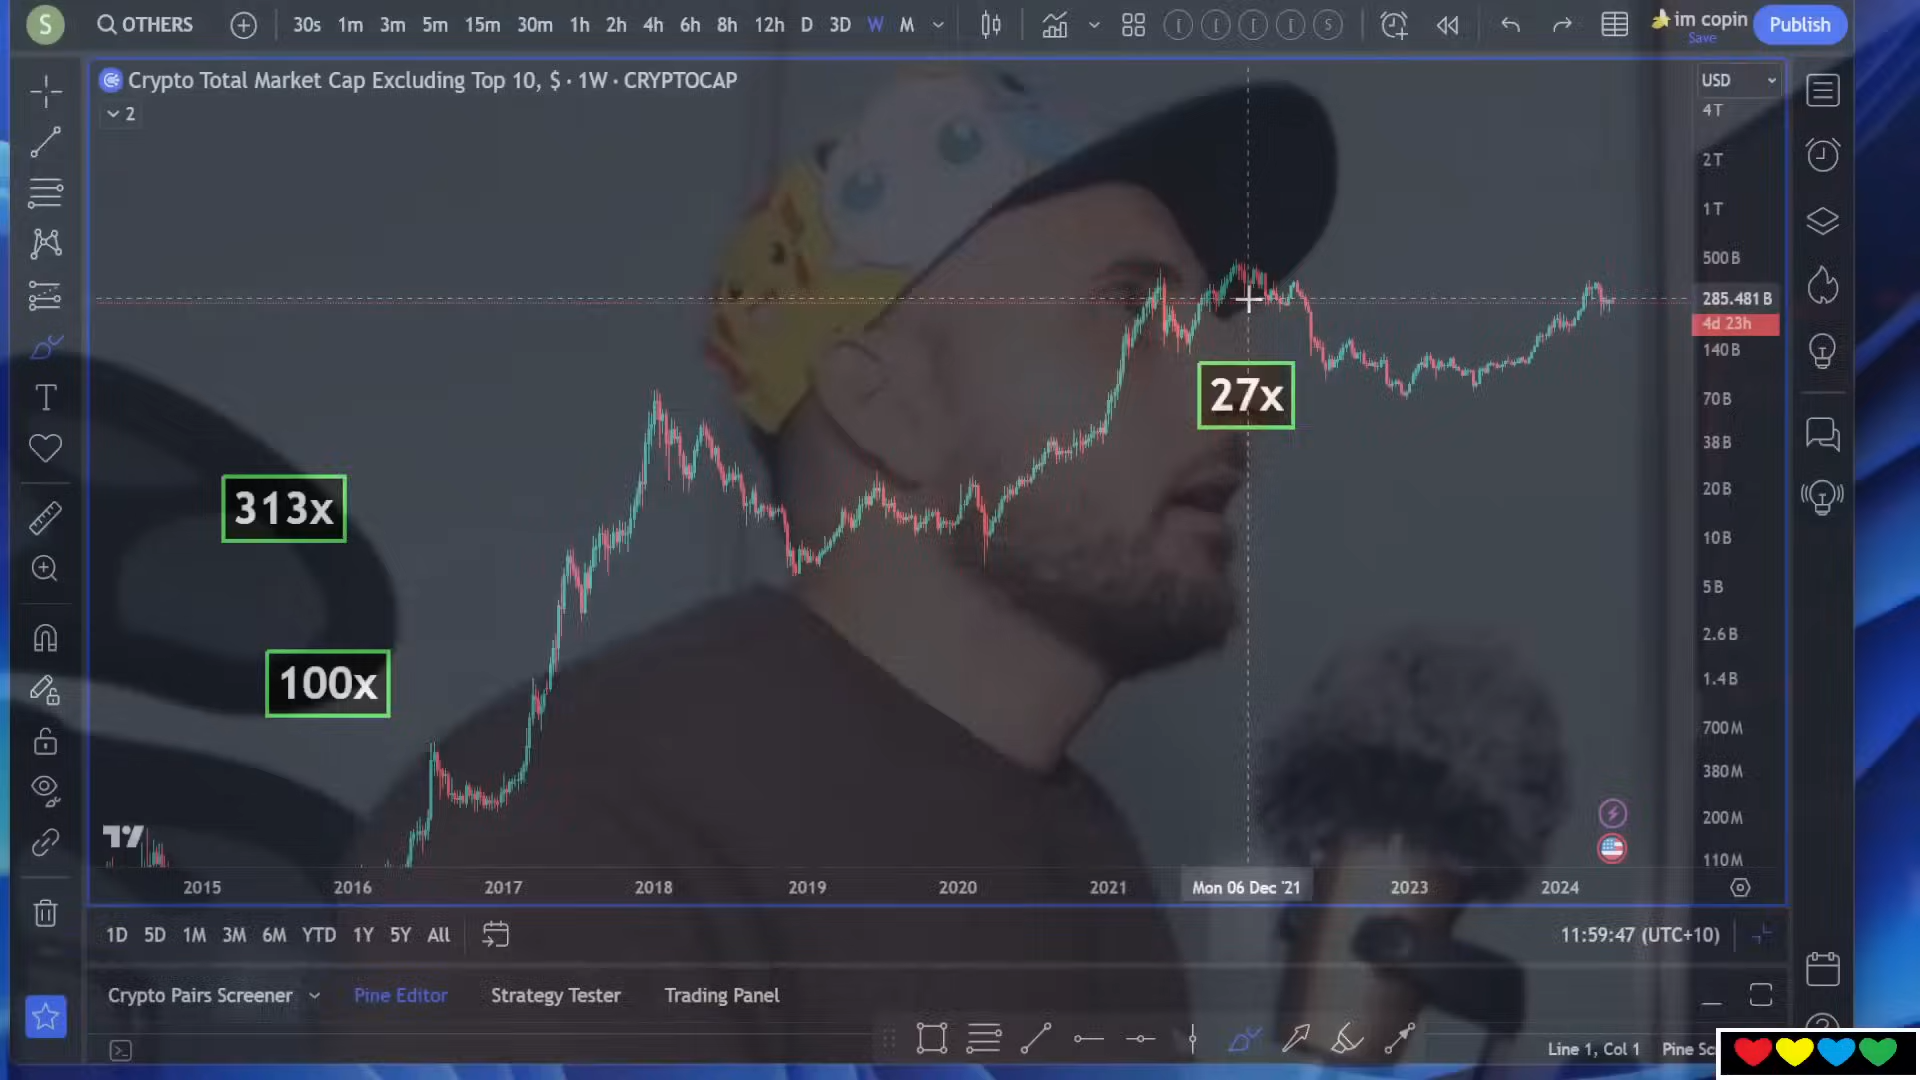 S OTHERS 30s 1m 3m 5m 15m 30m 1h 2h 4h 6h 8h 12h D 3D W M im copin Publish
Save
Crypto Total Market Cap Excluding Top 10, $ · 1W · CRYPTOCAP
USD
2
4T
2T
1T
500B
285.481B
4d 23h
140B
70B
38B
20B
10B
5B
2.6B
1.4B
700M
380M
200M
110M
27x
313x
100x
2015 2016 2017 2018 2019 2020 2021 Mon 06 Dec '21 2023 2024
1D 5D 1M 3M 6M YTD 1Y 5Y All 11:59:47 (UTC+10)
Crypto Pairs Screener Pine Editor Strategy Tester Trading Panel
Line 1, Col 1 Pine